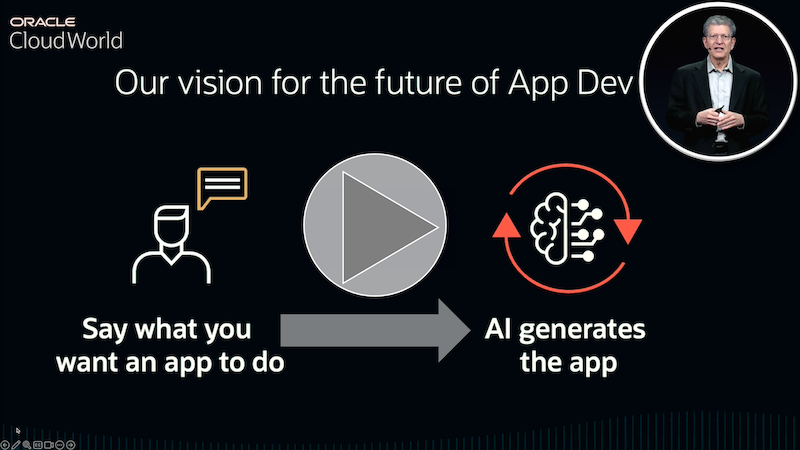 ORACLE
CloudWorld
Our vision for the future of App Dev
Say what you
want an app to do
AI generates
the app